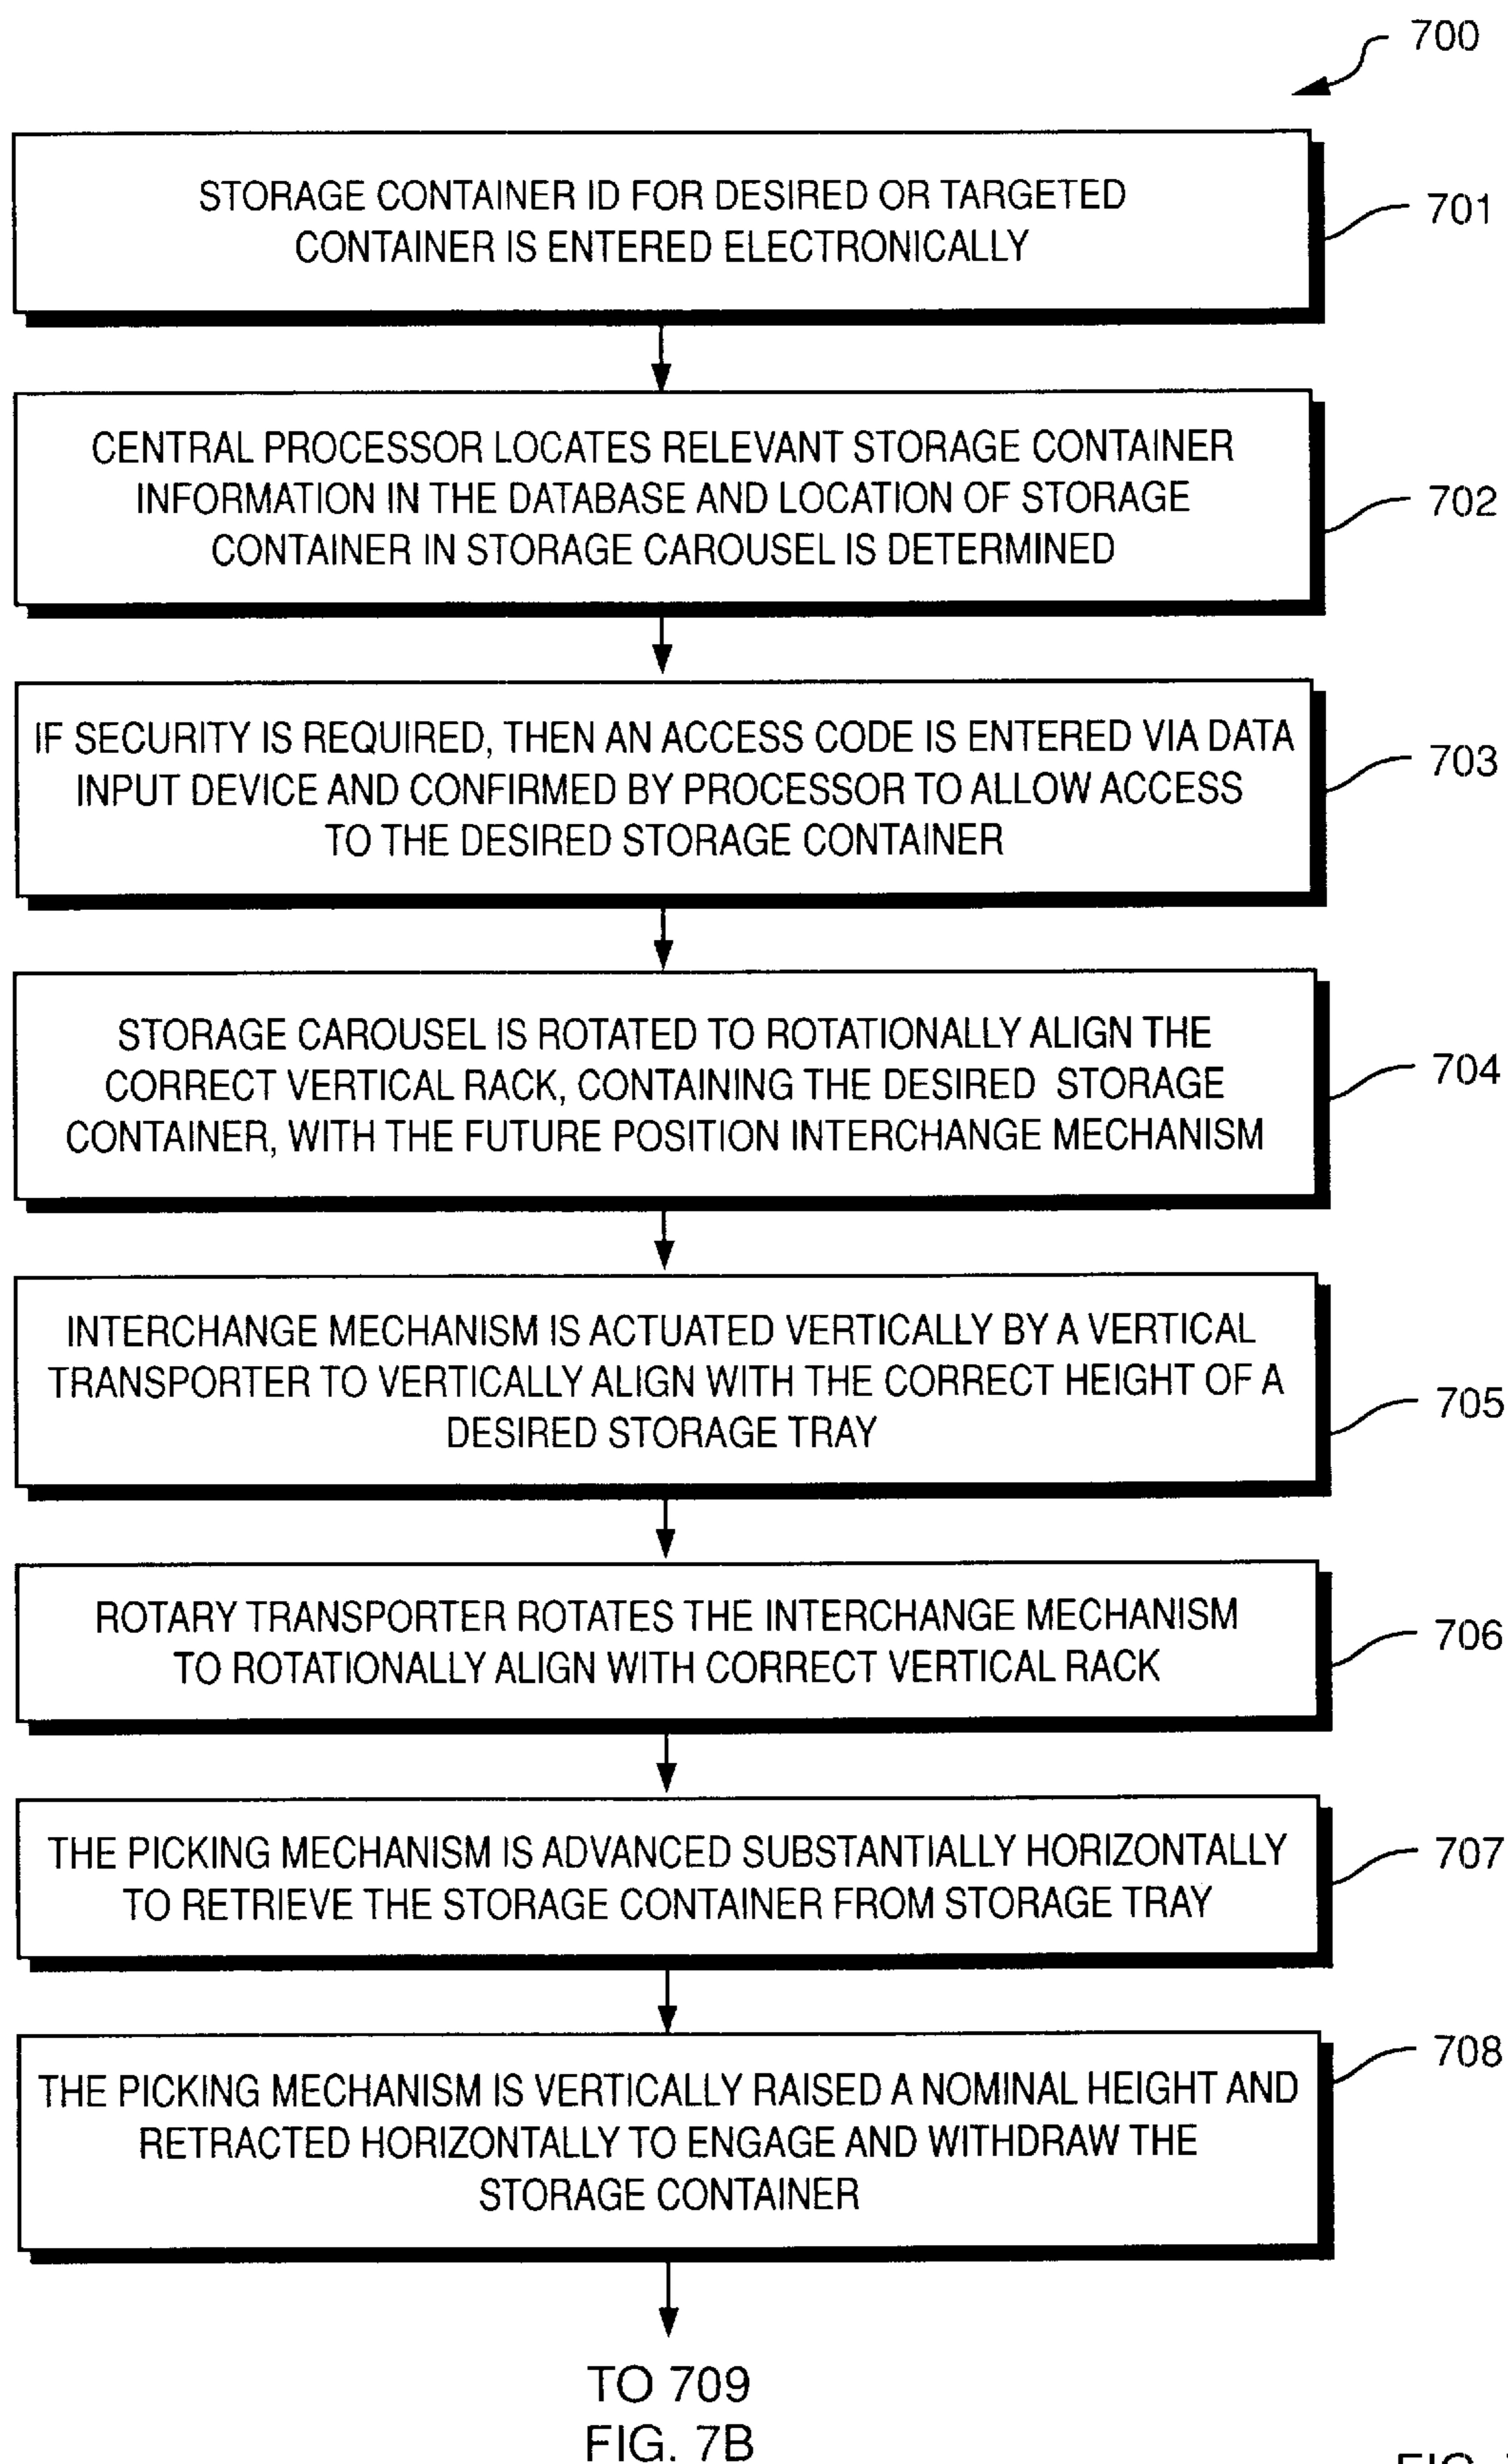 700
STORAGE CONTAINER ID FOR DESIRED OR TARGETED
CONTAINER IS ENTERED ELECTRONICALLY
701
CENTRAL PROCESSOR LOCATES RELEVANT STORAGE CONTAINER
INFORMATION IN THE DATABASE AND LOCATION OF STORAGE
CONTAINER IN STORAGE CAROUSEL IS DETERMINED
702
IF SECURITY IS REQUIRED, THEN AN ACCESS CODE IS ENTERED VIA DATA
INPUT DEVICE AND CONFIRMED BY PROCESSOR TO ALLOW ACCESS
TO THE DESIRED STORAGE CONTAINER
703
STORAGE CAROUSEL IS ROTATED TO ROTATIONALLY ALIGN THE
CORRECT VERTICAL RACK, CONTAINING THE DESIRED STORAGE
CONTAINER, WITH THE FUTURE POSITION INTERCHANGE MECHANISM
704
INTERCHANGE MECHANISM IS ACTUATED VERTICALLY BY A VERTICAL
TRANSPORTER TO VERTICALLY ALIGN WITH THE CORRECT HEIGHT OF A
DESIRED STORAGE TRAY
705
ROTARY TRANSPORTER ROTATES THE INTERCHANGE MECHANISM
TO ROTATIONALLY ALIGN WITH CORRECT VERTICAL RACK
706
THE PICKING MECHANISM IS ADVANCED SUBSTANTIALLY HORIZONTALLY
TO RETRIEVE THE STORAGE CONTAINER FROM STORAGE TRAY
707
THE PICKING MECHANISM IS VERTICALLY RAISED A NOMINAL HEIGHT AND
RETRACTED HORIZONTALLY TO ENGAGE AND WITHDRAW THE
STORAGE CONTAINER
708
TO 709
FIG. 7B